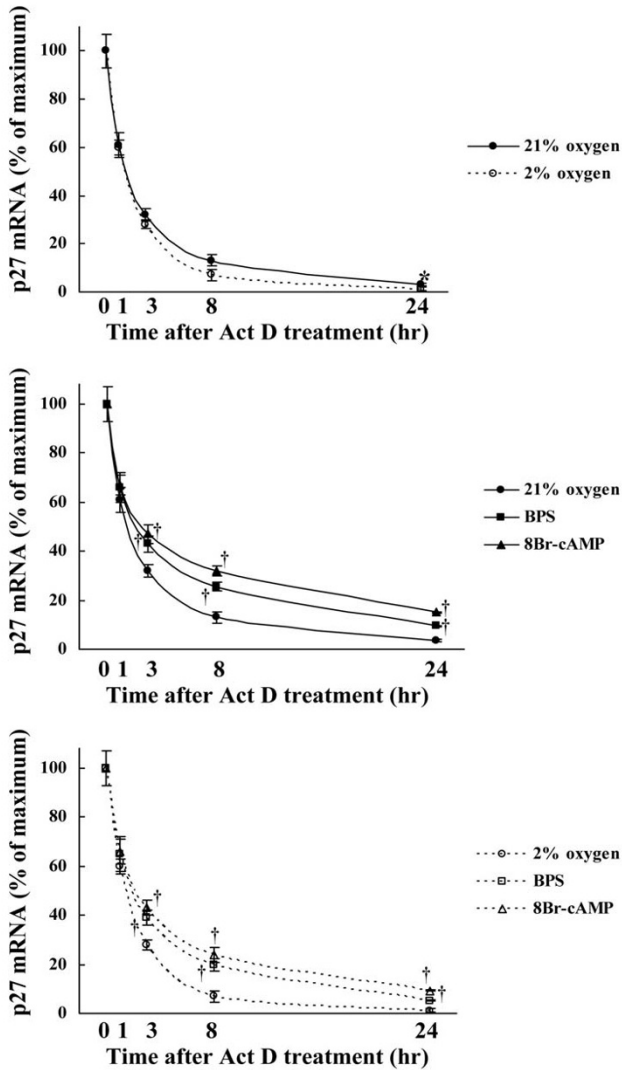 p27 mRNA (% of maximum)
100
80
60
40
20
0
*
0 1 3 8 24
Time after Act D treatment (hr)
21% oxygen
2% oxygen
p27 mRNA (% of maximum)
100
80
60
40
20
0
† † † † † †
0 1 3 8 24
Time after Act D treatment (hr)
21% oxygen
BPS
8Br-cAMP
p27 mRNA (% of maximum)
100
80
60
40
20
0
† † † † † †
0 1 3 8 24
Time after Act D treatment (hr)
2% oxygen
BPS
8Br-cAMP